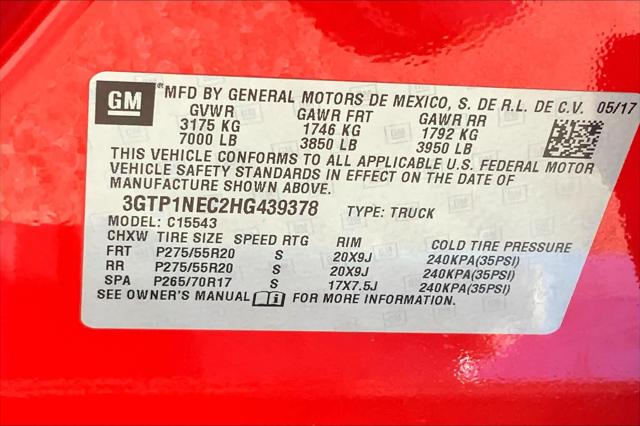 GM® MFD BY GENERAL MOTORS DE MEXICO, S. DE R.L. DE C.V. 05/17
GVWR GAWR FRT GAWR RR
3175 KG 1746 KG 1792 KG
7000 LB 3850 LB 3950 LB
THIS VEHICLE CONFORMS TO ALL APPLICABLE U.S. FEDERAL MOTOR
VEHICLE SAFETY STANDARDS IN EFFECT ON THE DATE OF
MANUFACTURE SHOWN ABOVE.
3GTP1NEC2HG439378 TYPE: TRUCK
MODEL: C15543
CHXW TIRE SIZE SPEED RTG RIM COLD TIRE PRESSURE
FRT P275/55R20 S 20X9J 240KPA(35PSI)
RR P275/55R20 S 20X9J 240KPA(35PSI)
SPA P265/70R17 S 17X7.5J 240KPA(35PSI)
SEE OWNER'S MANUAL FOR MORE INFORMATION.